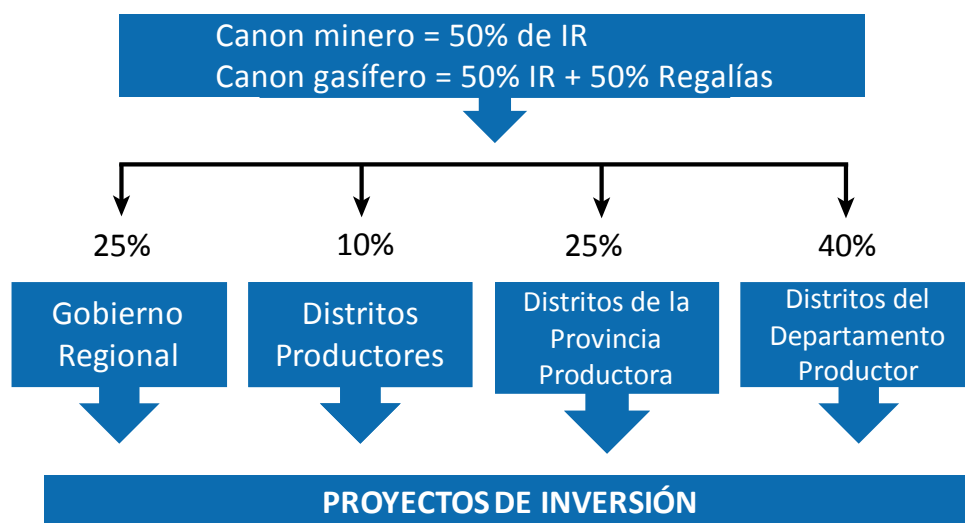 Canon minero = 50% de IR
Canon gasífero = 50% IR + 50% Regalías
25%
10%
25%
40%
Gobierno
Regional
Distritos
Productores
Distritos de la
Provincia
Productora
Distritos del
Departamento
Productor
PROYECTOS DE INVERSIÓN